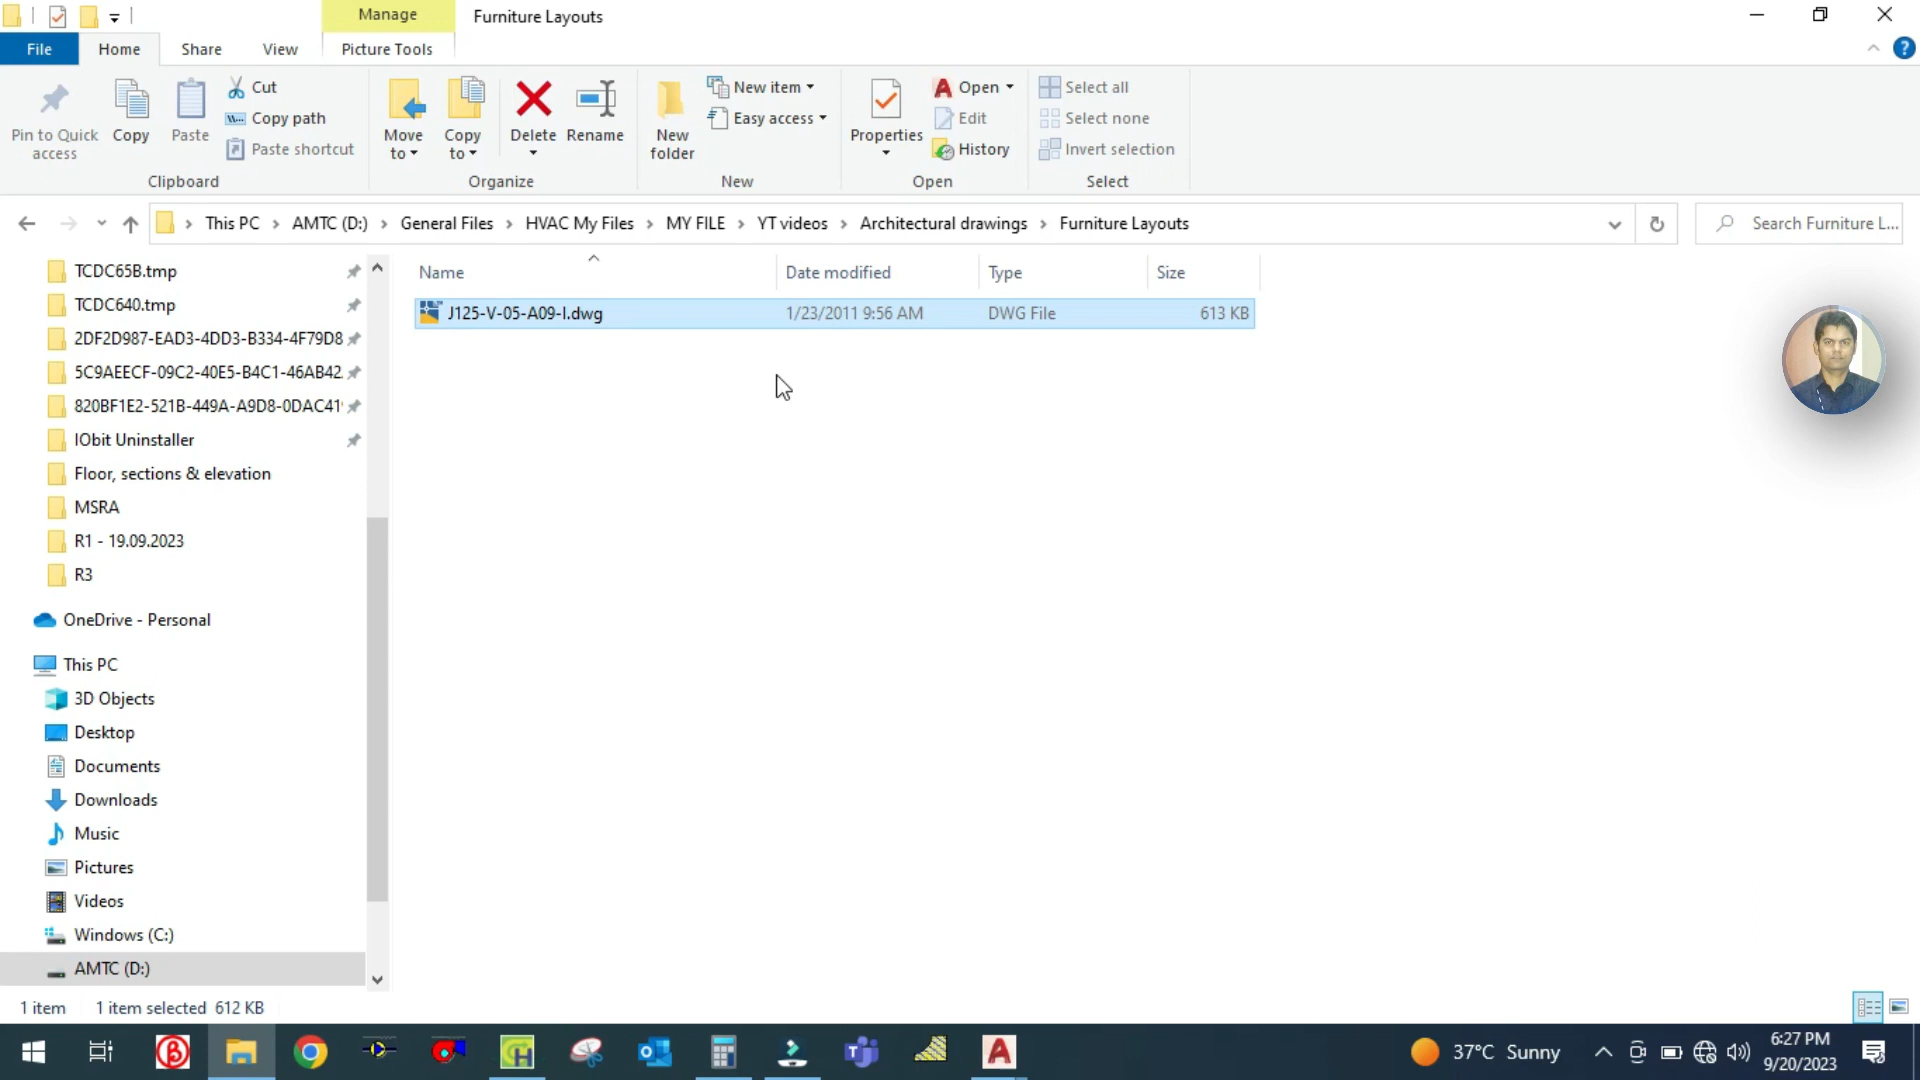 Manage
Furniture Layouts
File
Home
Share
View
Picture Tools
Pin to Quick access
Copy
Paste
Cut
Copy path
Paste shortcut
Clipboard
Move to
Copy to
Delete
Rename
Organize
New folder
New item
Easy access
New
Properties
Open
Edit
History
Open
Select all
Select none
Invert selection
Select
This PC
AMTC (D:)
General Files
HVAC My Files
MY FILE
YT videos
Architectural drawings
Furniture Layouts
Search Furniture L...
TCDC65B.tmp
TCDC640.tmp
2DF2D987-EAD3-4DD3-B334-4F79D8
5C9AEECF-09C2-40E5-B4C1-46AB42
820BF1E2-521B-449A-A9D8-0DAC41
IObit Uninstaller
Floor, sections & elevation
MSRA
R1 - 19.09.2023
R3
OneDrive - Personal
This PC
3D Objects
Desktop
Documents
Downloads
Music
Pictures
Videos
Windows (C:)
AMTC (D:)
Name
Date modified
Type
Size
J125-V-05-A09-I.dwg
1/23/2011 9:56 AM
DWG File
613 KB
1 item
1 item selected
612 KB
37°C Sunny
6:27 PM
9/20/2023